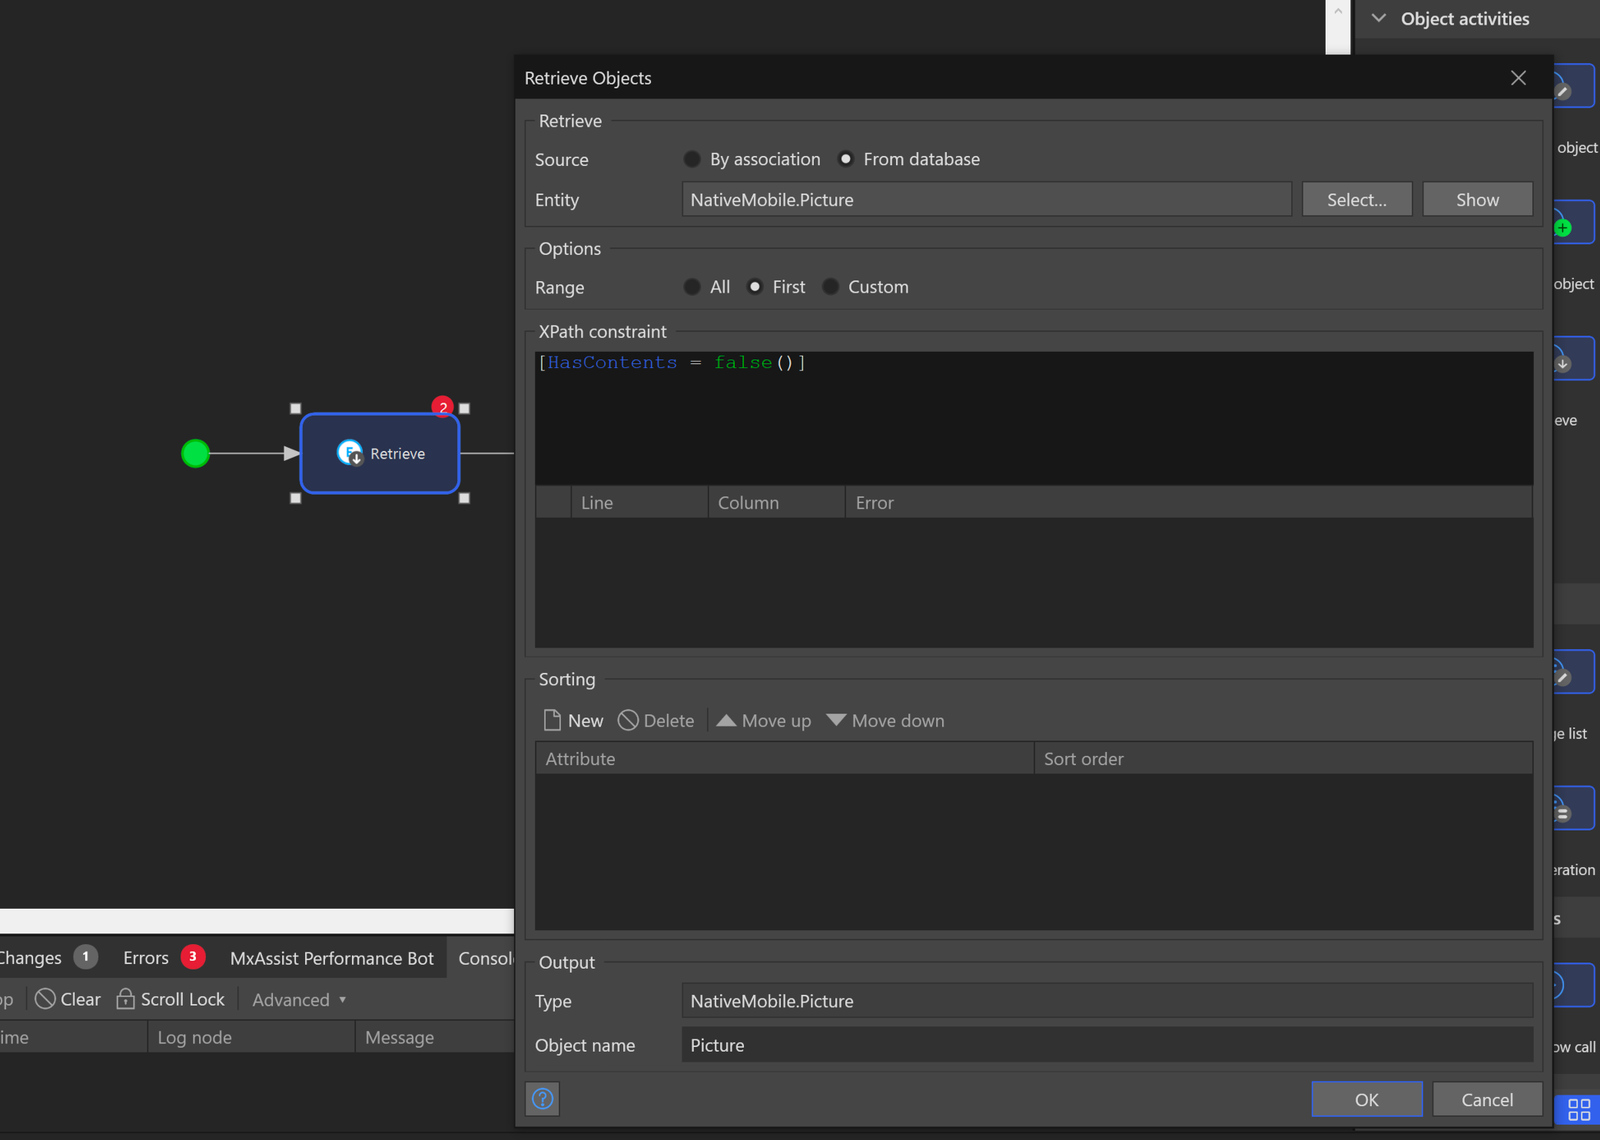 Object activities
Retrieve Objects
Retrieve
Source
By association
From database
object
Entity
NativeMobile.Picture
Select...
Show
Options
Range
All
First
Custom
object
XPath constraint
[HasContents = false()]
2
Retrieve
eve
Line
Column
Error
Sorting
New
Delete
Move up
Move down
ge list
Attribute
Sort order
eration
s
Changes 1
Errors 3
MxAssist Performance Bot
Consol
Output
op
Clear
Scroll Lock
Advanced
Type
NativeMobile.Picture
ime
Log node
Message
Object name
Picture
ow call
?
OK
Cancel